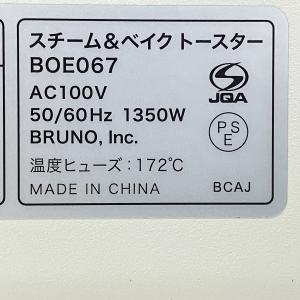 スチーム＆ベイク トースター
BOE067
AC100V
50/60Hz 1350W
BRUNO, Inc.
温度ヒューズ：172℃
MADE IN CHINA
BCAJ
S
JQA
PS
E